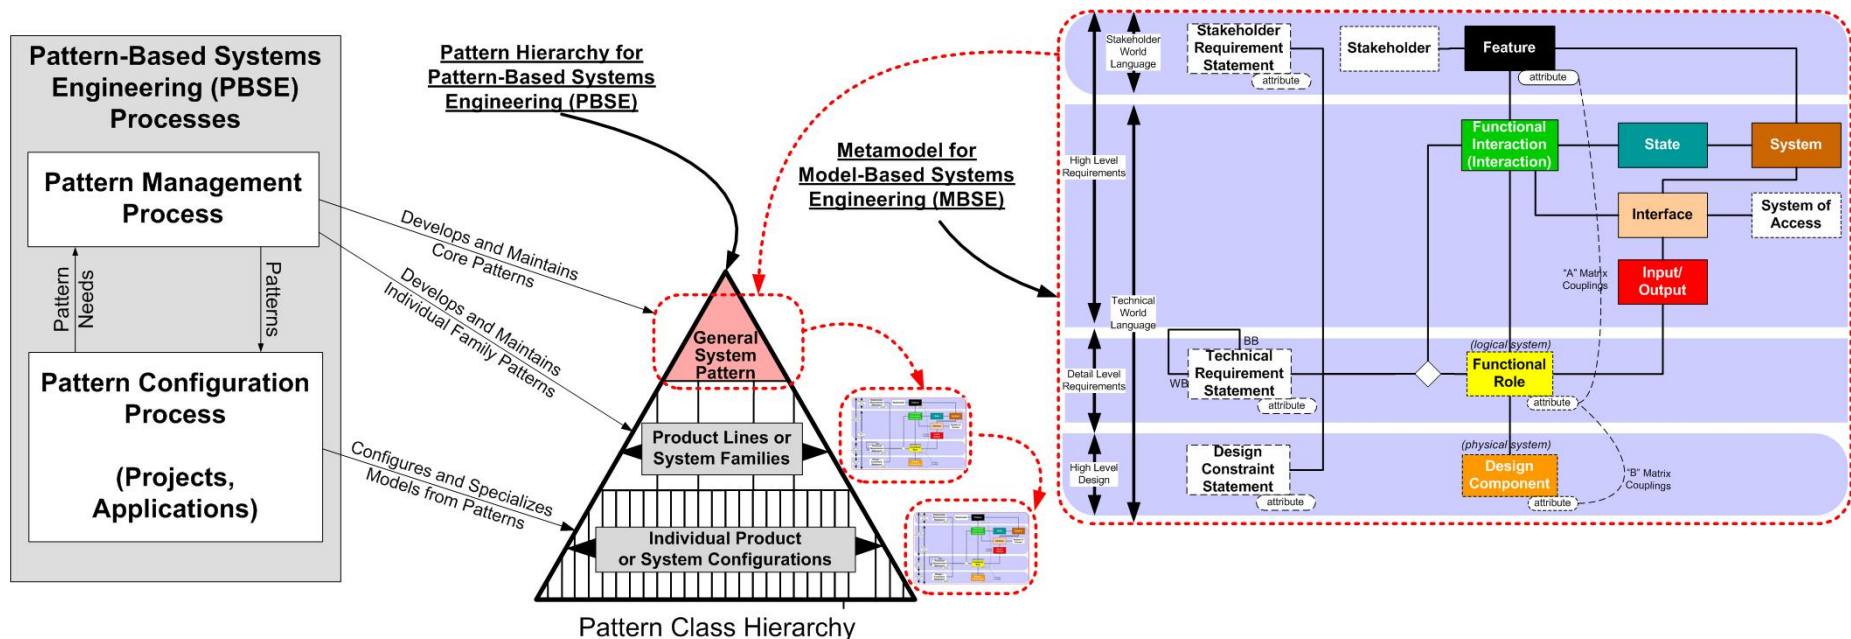 Pattern-Based Systems
Engineering (PBSE)
Processes
Pattern Management
Process
Pattern
Needs
Patterns
Pattern Configuration
Process
(Projects,
Applications)
Develops and Maintains
Core Patterns
Develops and Maintains
Individual Family Patterns
Configures and Specializes
Models from Patterns
Pattern Hierarchy for
Pattern-Based Systems
Engineering (PBSE)
General
System
Pattern
Product Lines or
System Families
Individual Product
or System Configurations
Pattern Class Hierarchy
Metamodel for
Model-Based Systems
Engineering (MBSE)
Stakeholder
World
Language
High Level
Requirements
Technical
World
Language
Detail Level
Requirements
High Level
Design
Stakeholder
Requirement
Statement
attribute
Stakeholder
Feature
attribute
Functional
Interaction
(Interaction)
State
System
Interface
System of
Access
Input/
Output
"A" Matrix
Couplings
BB
WB
Technical
Requirement
Statement
attribute
(logical system)
Functional
Role
attribute
Design
Constraint
Statement
attribute
(physical system)
Design
Component
attribute
"B" Matrix
Couplings